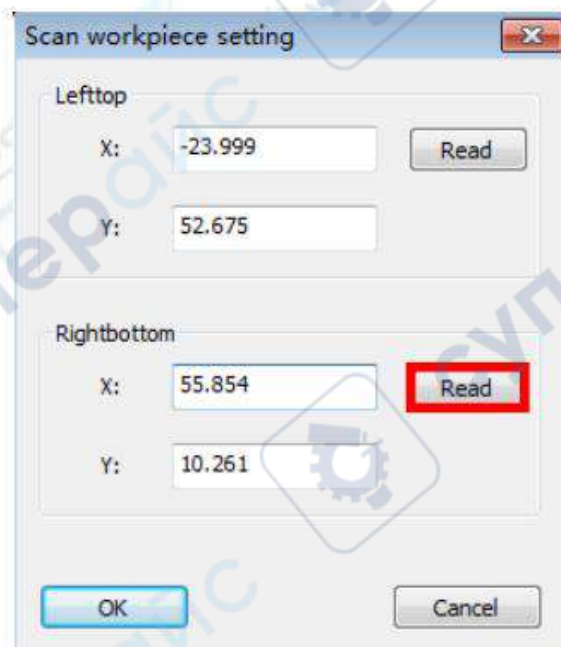 Scan workpiece setting
Lefttop
X: -23.999 Read
Y: 52.675
Rightbottom
X: 55.854 Read
Y: 10.261
OK Cancel